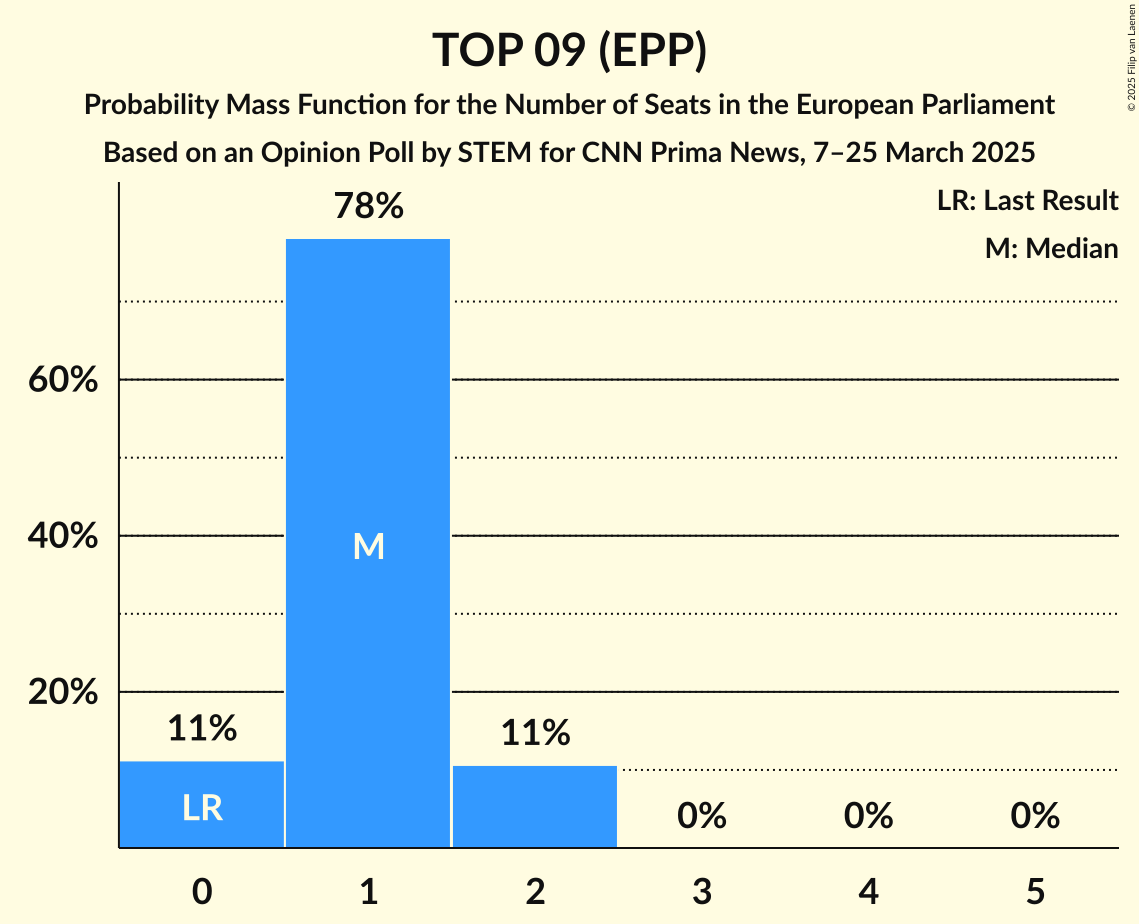 TOP 09 (EPP)
Probability Mass Function for the Number of Seats in the European Parliament
Based on an Opinion Poll by STEM for CNN Prima News, 7–25 March 2025
© 2025 Filip van Laenen
LR: Last Result
M: Median
78%
60%
40%
20%
M
11%
LR
11%
0%
0%
0%
0 1 2 3 4 5